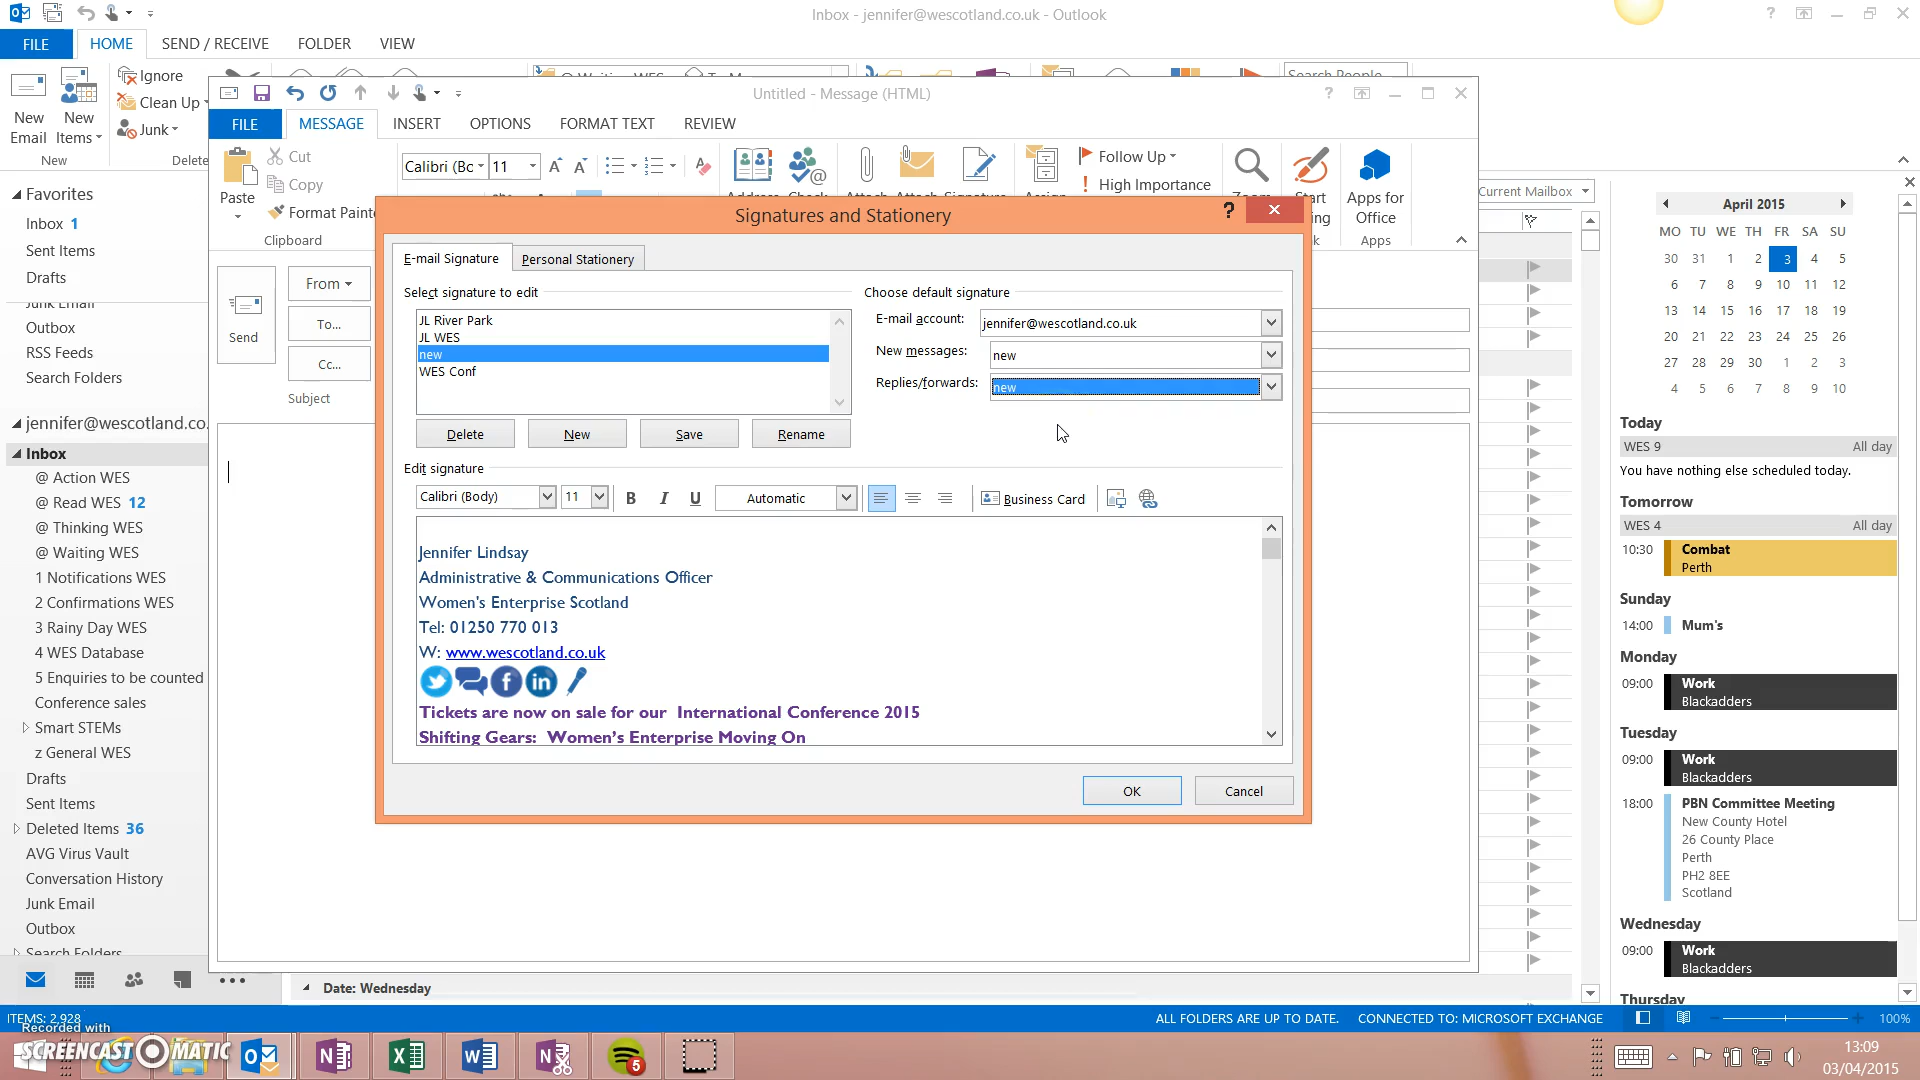 Inbox - jennifer@wescotland.co.uk - Outlook
FILE
HOME
SEND / RECEIVE
FOLDER
VIEW
New Email
New Items
Ignore
Clean Up
Junk
New
Delete
Search People
Untitled - Message (HTML)
FILE
MESSAGE
INSERT
OPTIONS
FORMAT TEXT
REVIEW
Paste
Cut
Copy
Format Painte
Clipboard
Calibri (Bc
11
Follow Up
High Importance
Apps for Office
Apps
Current Mailbox
Send
From
To...
Cc...
Subject
Signatures and Stationery
E-mail Signature
Personal Stationery
Select signature to edit
JL River Park
JL WES
new
WES Conf
Delete
New
Save
Rename
Choose default signature
E-mail account:
jennifer@wescotland.co.uk
New messages:
new
Replies/forwards:
new
Edit signature
Calibri (Body)
11
B
I
U
Automatic
Business Card
Jennifer Lindsay
Administrative & Communications Officer
Women's Enterprise Scotland
Tel: 01250 770 013
W: www.wescotland.co.uk
Tickets are now on sale for our International Conference 2015
Shifting Gears: Women's Enterprise Moving On
OK
Cancel
Favorites
Inbox 1
Sent Items
Drafts
Junk Email
Outbox
RSS Feeds
Search Folders
jennifer@wescotland.co.
Inbox
@ Action WES
@ Read WES 12
@ Thinking WES
@ Waiting WES
1 Notifications WES
2 Confirmations WES
3 Rainy Day WES
4 WES Database
5 Enquiries to be counted
Conference sales
Smart STEMs
z General WES
Drafts
Sent Items
Deleted Items 36
AVG Virus Vault
Conversation History
Junk Email
Outbox
Search Folders
Date: Wednesday
April 2015
MO TU WE TH FR SA SU
30 31 1 2 3 4 5
6 7 8 9 10 11 12
13 14 15 16 17 18 19
20 21 22 23 24 25 26
27 28 29 30 1 2 3
4 5 6 7 8 9 10
Today
WES 9 All day
You have nothing else scheduled today.
Tomorrow
WES 4 All day
10:30 Combat
Perth
Sunday
14:00 Mum's
Monday
09:00 Work
Blackadders
Tuesday
09:00 Work
Blackadders
18:00 PBN Committee Meeting
New County Hotel
26 County Place
Perth
PH2 8EE
Scotland
Wednesday
09:00 Work
Blackadders
Thursday
ITEMS: 2,928
ALL FOLDERS ARE UP TO DATE.
CONNECTED TO: MICROSOFT EXCHANGE
100%
Recorded with
SCREENCAST MATIC
5
13:09
03/04/2015